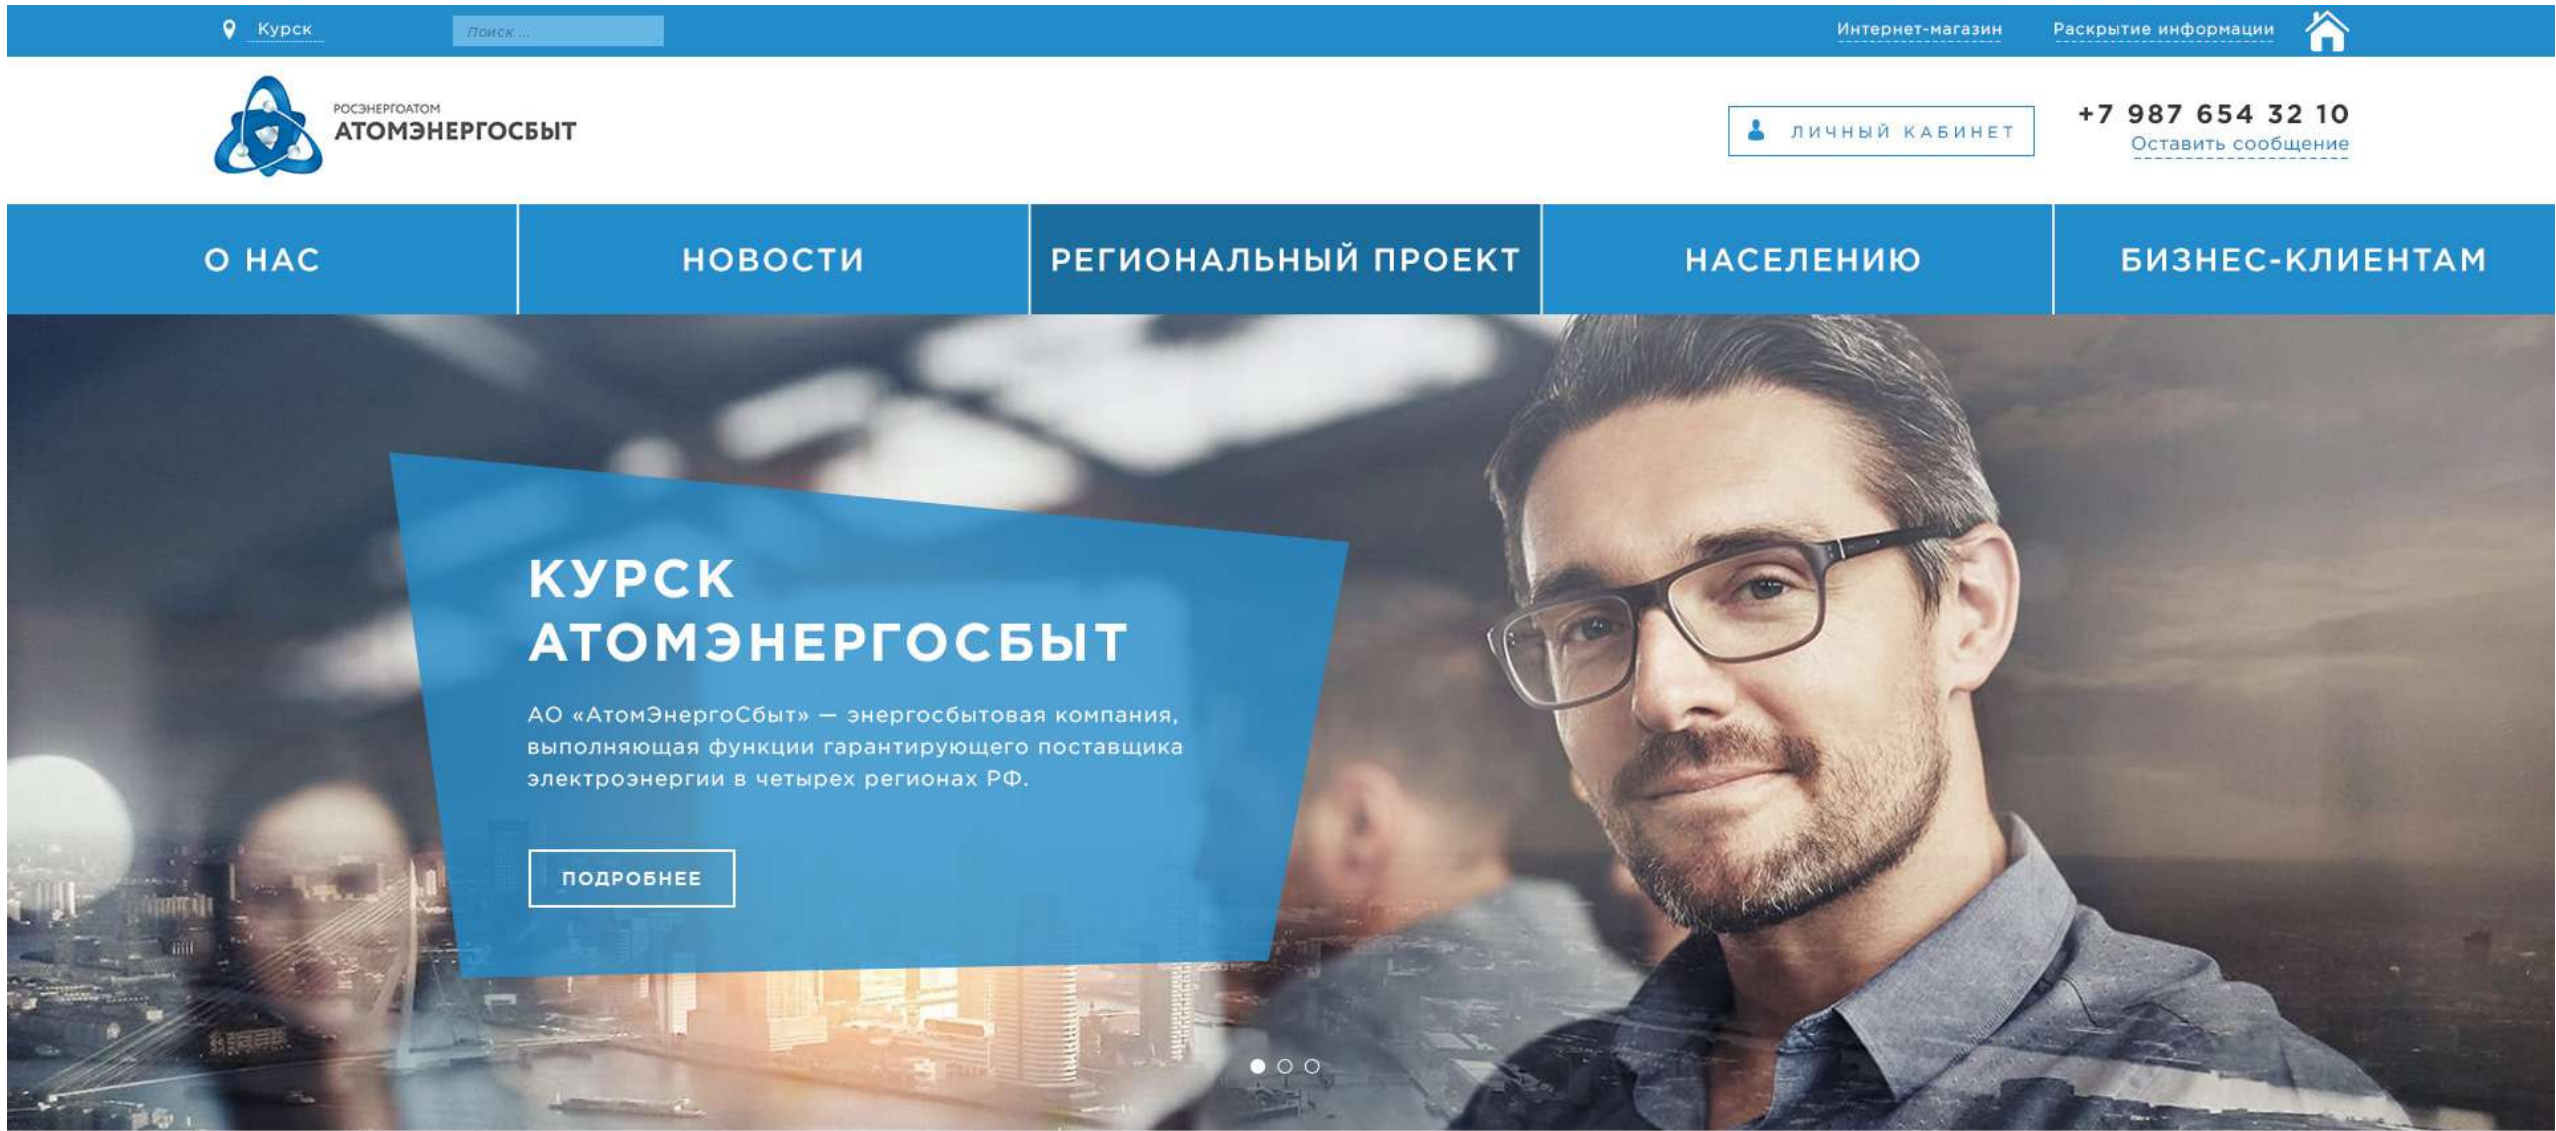 Курск
Поиск ...
Интернет-магазин
Раскрытие информации
РОСЭНЕРГОАТОМ
АТОМЭНЕРГОСБЫТ
ЛИЧНЫЙ КАБИНЕТ
+7 987 654 32 10
Оставить сообщение
О НАС
НОВОСТИ
РЕГИОНАЛЬНЫЙ ПРОЕКТ
НАСЕЛЕНИЮ
БИЗНЕС-КЛИЕНТАМ
КУРСК
АТОМЭНЕРГОСБЫТ
АО «АтомЭнергоСбыт» — энергосбытовая компания,
выполняющая функции гарантирующего поставщика
электроэнергии в четырех регионах РФ.
ПОДРОБНЕЕ